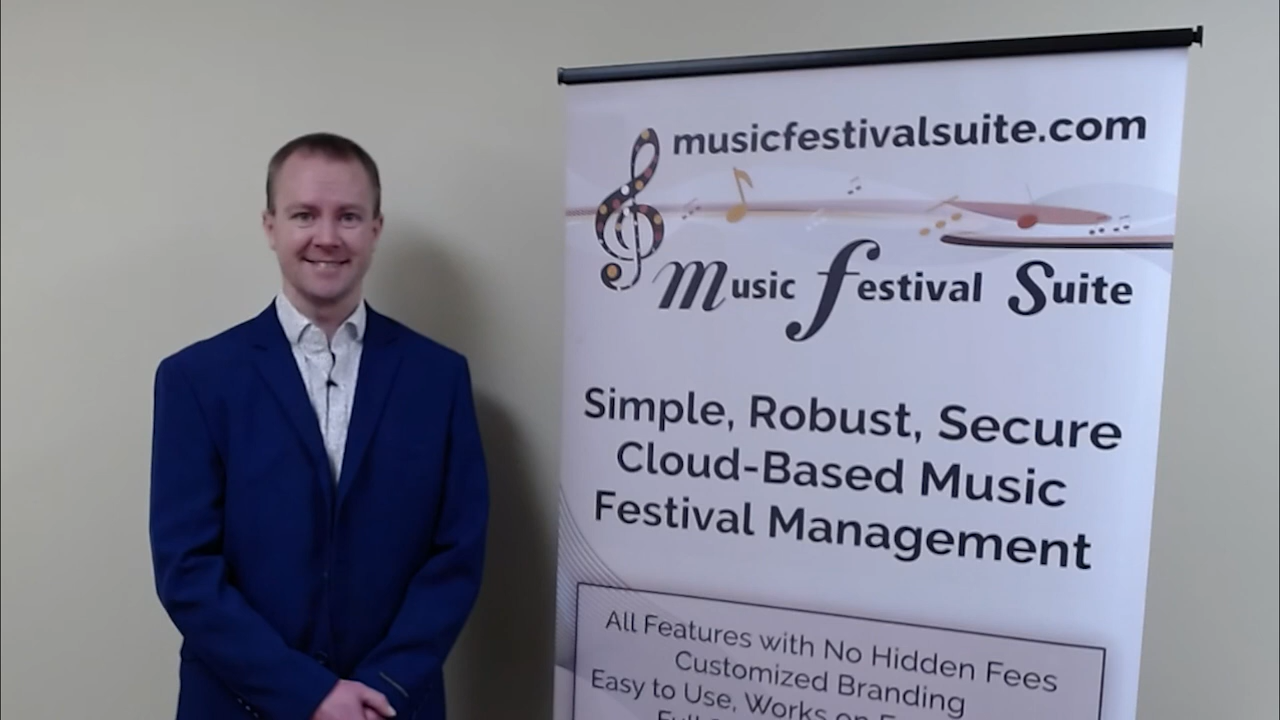 musicfestivalsuite.com
Music Festival Suite
Simple, Robust, Secure
Cloud-Based Music
Festival Management
All Features with No Hidden Fees
Customized Branding
Easy to Use, Works on